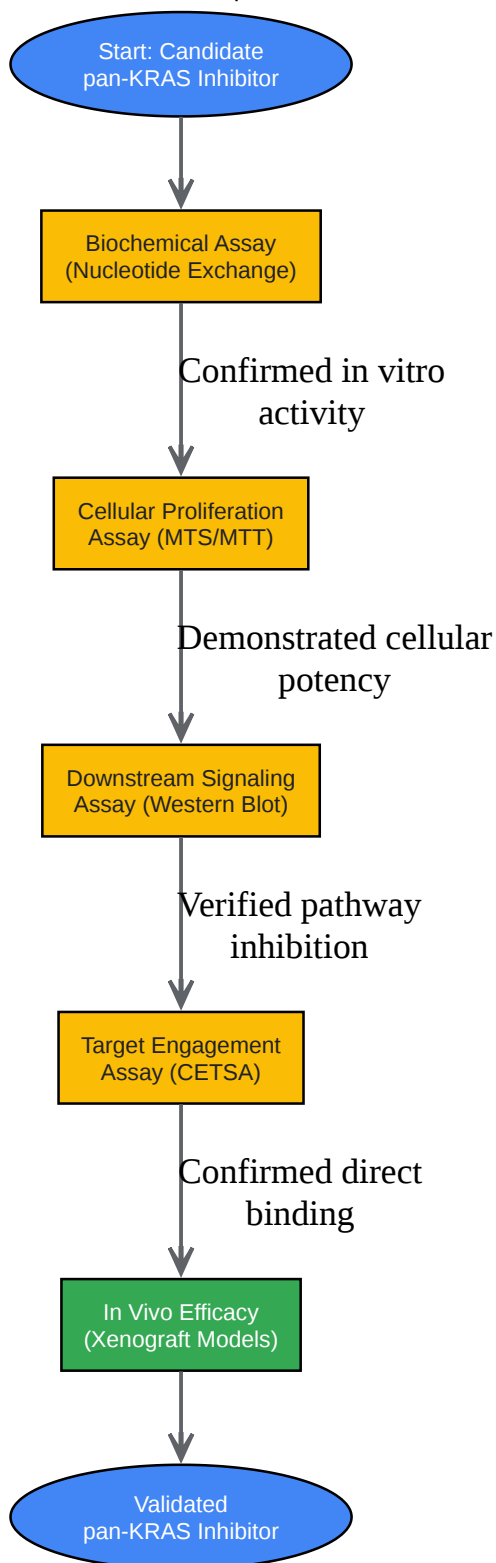 Start: Candidate
pan-KRAS Inhibitor
Biochemical Assay
(Nucleotide Exchange)
Confirmed in vitro
activity
Cellular Proliferation
Assay (MTS/MTT)
Demonstrated cellular
potency
Downstream Signaling
Assay (Western Blot)
Verified pathway
inhibition
Target Engagement
Assay (CETSA)
Confirmed direct
binding
In Vivo Efficacy
(Xenograft Models)
Validated
pan-KRAS Inhibitor